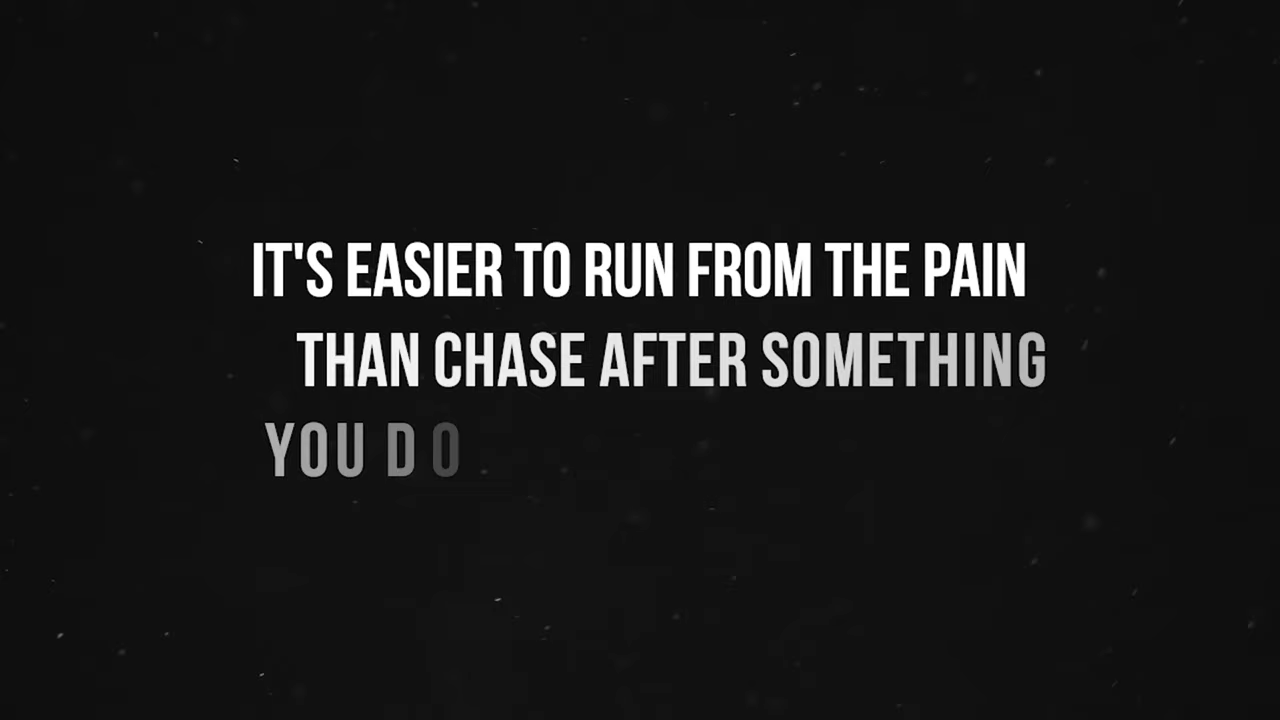 IT'S EASIER TO RUN FROM THE PAIN
THAN CHASE AFTER SOMETHING
YOU DO